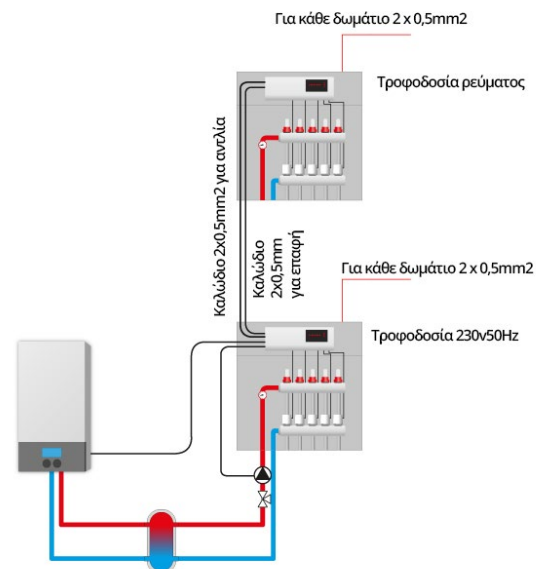 Για κάθε δωμάτιο 2 x 0,5mm2
Τροφοδοσία ρεύματος
Καλώδιο 2x0,5mm2 για αντλία
Καλώδιο
2x0,5mm
για επαφή
Για κάθε δωμάτιο 2 x 0,5mm2
Τροφοδοσία 230v50Hz